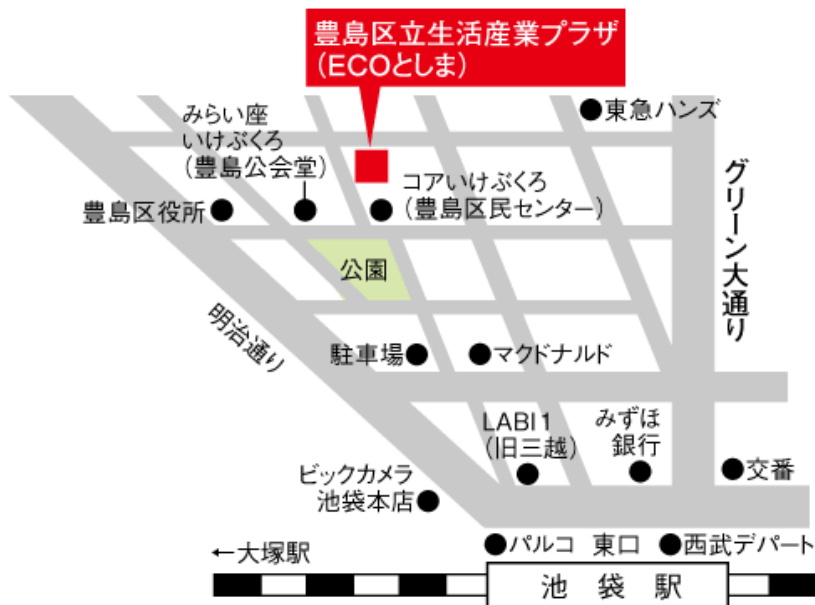 豊島区立生活産業プラザ
(ECOとしま)
東急ハンズ
みらい座
いけぶくろ
(豊島公会堂)
コアいけぶくろ
(豊島区民センター)
豊島区役所
グリーン大通り
公園
明治通り
駐車場
マクドナルド
LABI1
(旧三越)
みずほ
銀行
交番
ビックカメラ
池袋本店
パルコ
東口
西武デパート
←大塚駅
池袋駅